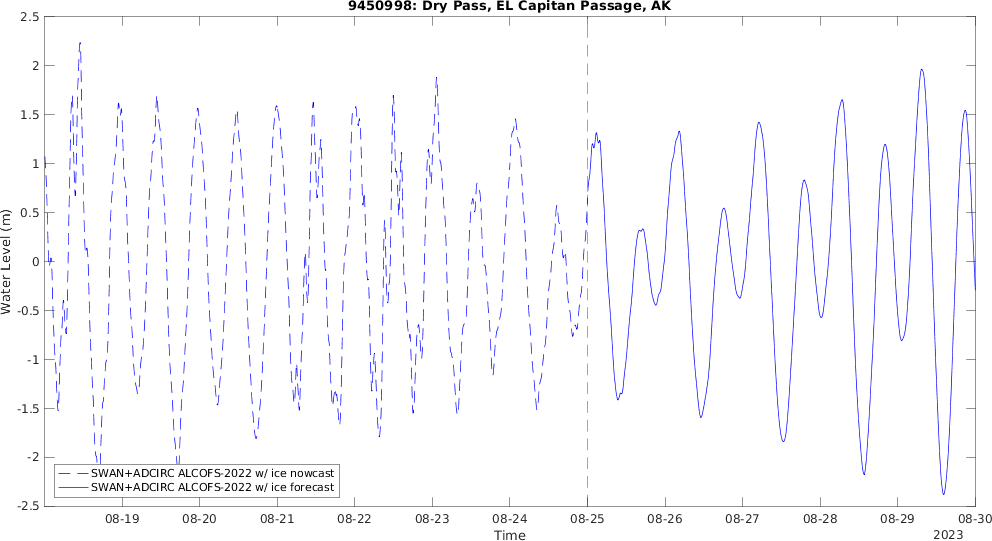 9450998: Dry Pass, EL Capitan Passage, AK
2.5
2
1.5
1
0.5
0
-0.5
-1
-1.5
-2
-2.5
Water Level (m)
SWAN+ADCIRC ALCOFS-2022 w/ ice nowcast
SWAN+ADCIRC ALCOFS-2022 w/ ice forecast
08-19 08-20 08-21 08-22 08-23 08-24 08-25 08-26 08-27 08-28 08-29 08-30
Time
2023